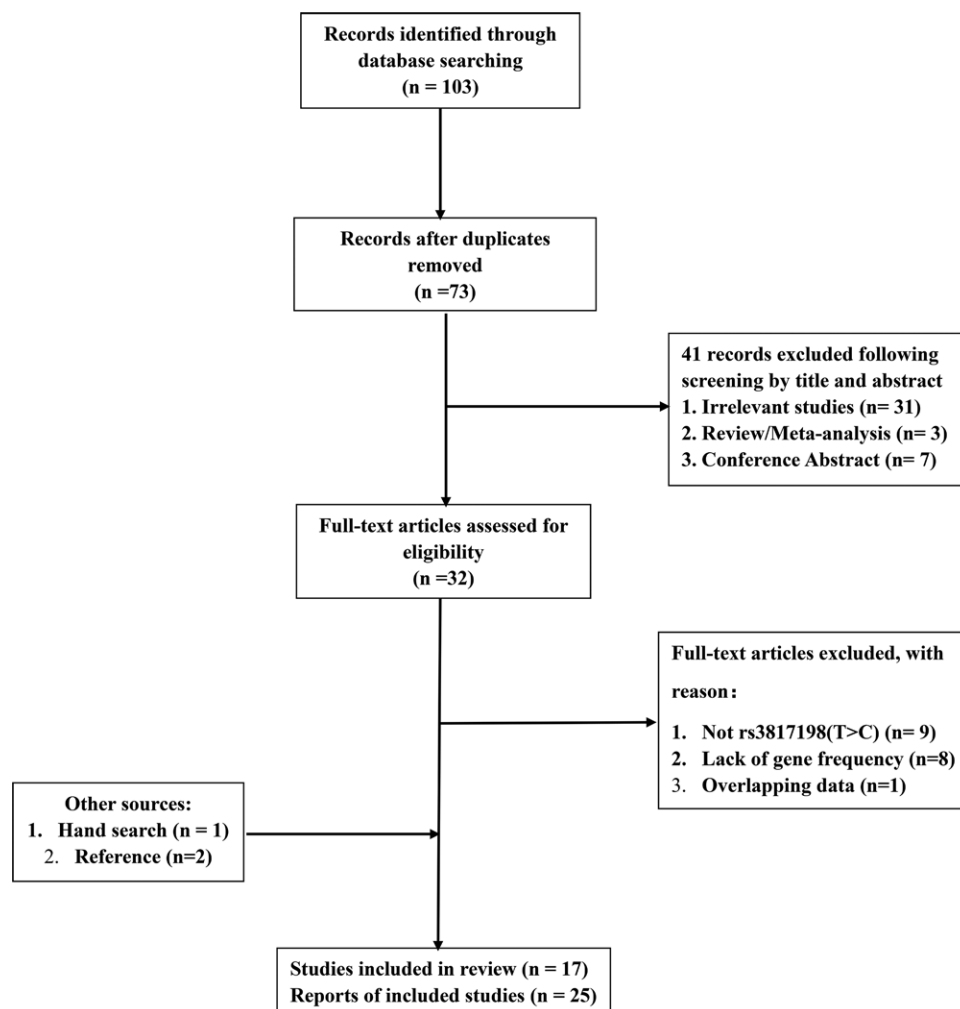 Records identified through
database searching
(n = 103)
Records after duplicates
removed
(n =73)
41 records excluded following
screening by title and abstract
1. Irrelevant studies (n= 31)
2. Review/Meta-analysis (n= 3)
3. Conference Abstract (n= 7)
Full-text articles assessed for
eligibility
(n =32)
Full-text articles excluded, with
reason：
1. Not rs3817198(T>C) (n= 9)
2. Lack of gene frequency (n=8)
3. Overlapping data (n=1)
Other sources:
1. Hand search (n = 1)
2. Reference (n=2)
Studies included in review (n = 17)
Reports of included studies (n = 25)